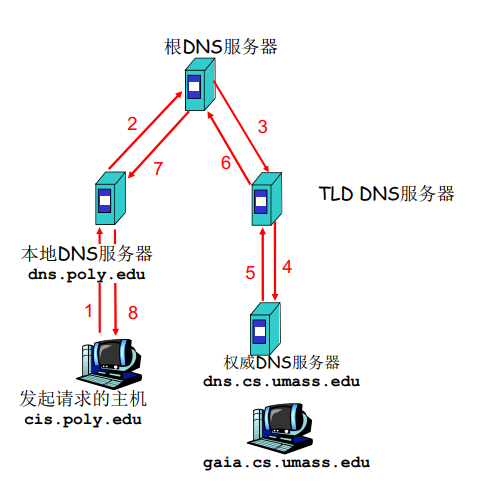 根DNS服务器
2
3
7
6
TLD DNS服务器
本地DNS服务器
dns.poly.edu
5
4
1
8
权威DNS服务器
dns.cs.umass.edu
发起请求的主机
cis.poly.edu
gaia.cs.umass.edu